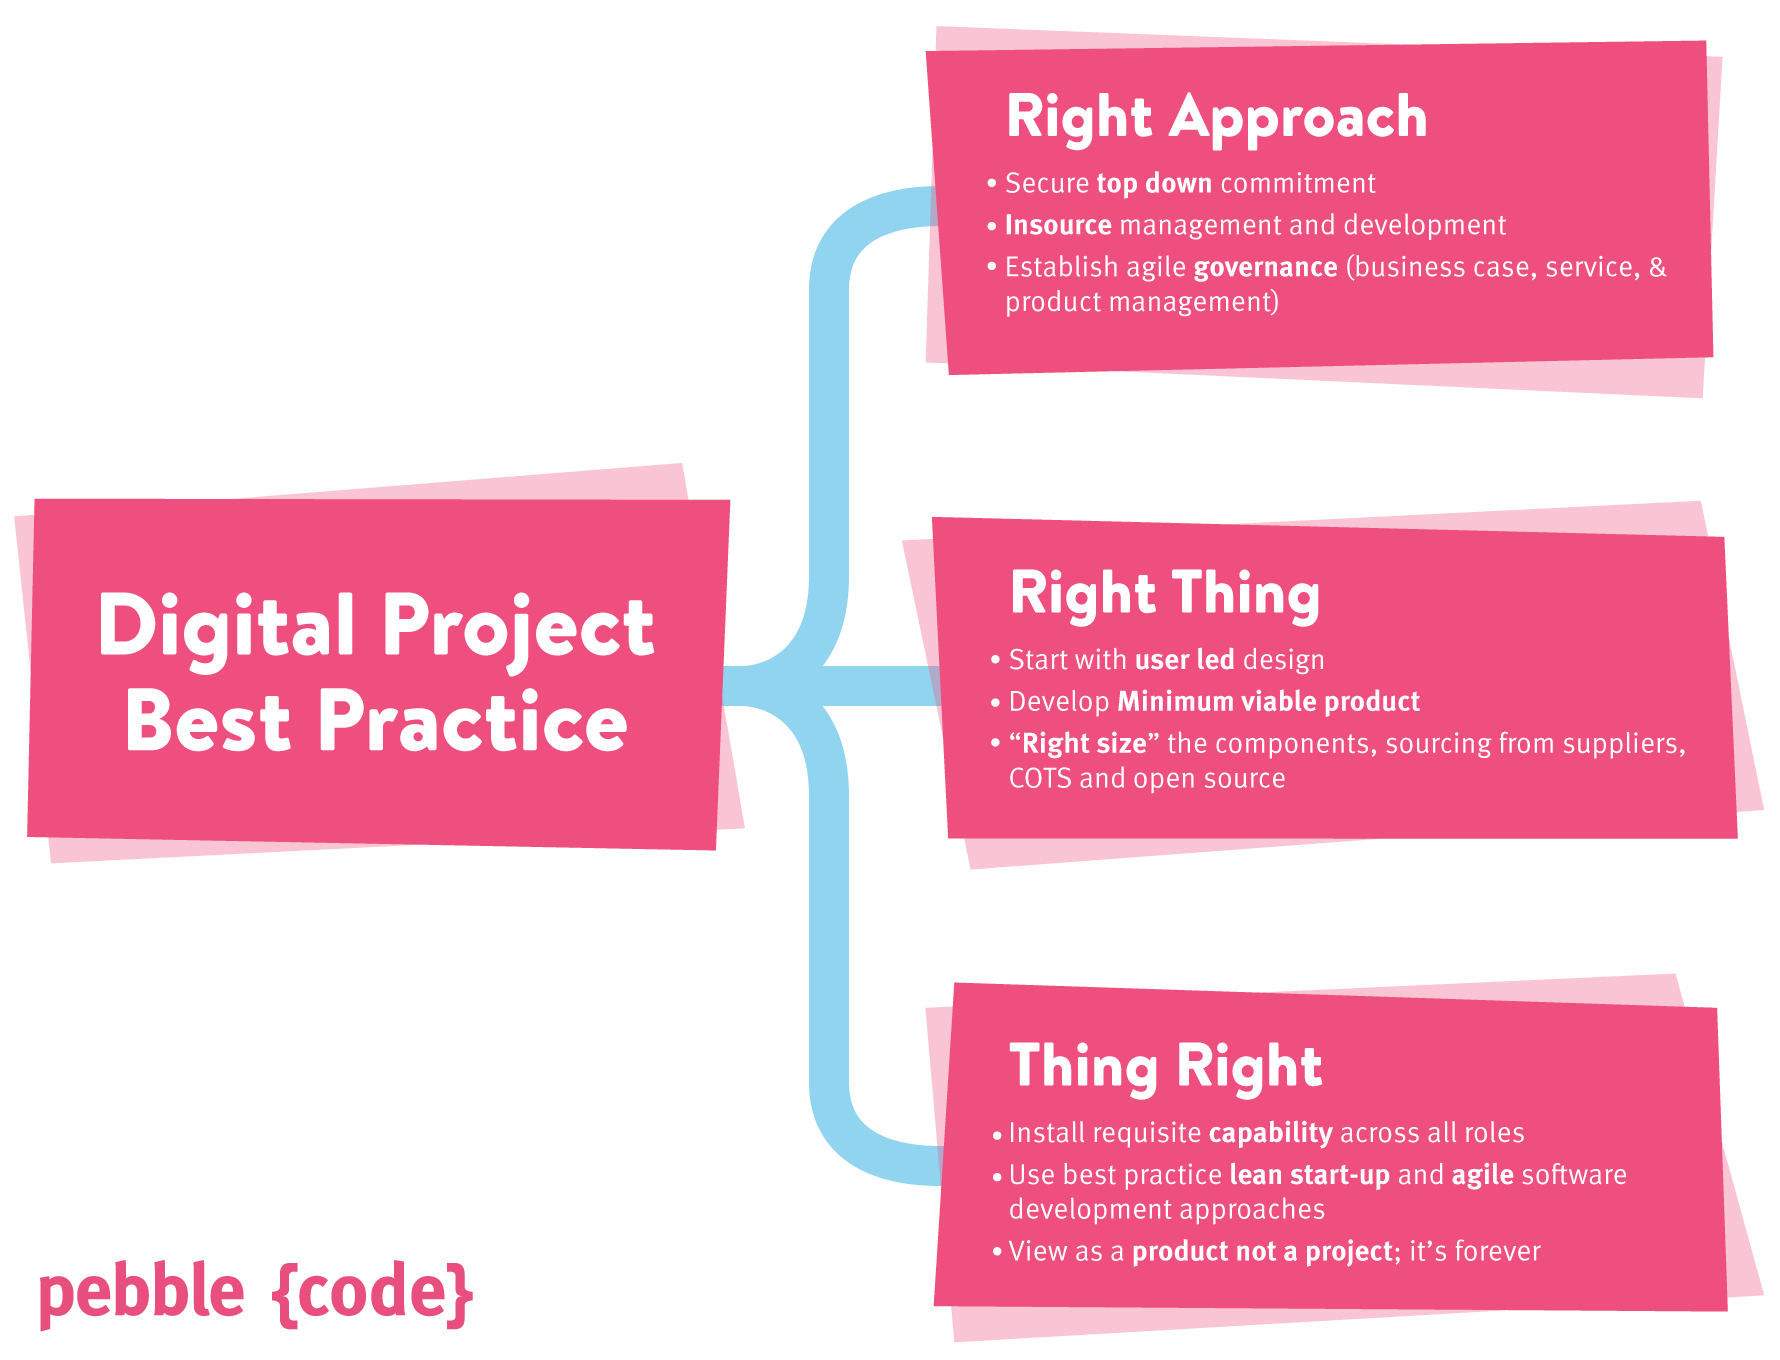 Right Approach
• Secure top down commitment
• Insource management and development
• Establish agile governance (business case, service, &
product management)
Digital Project
Best Practice
Right Thing
• Start with user led design
• Develop Minimum viable product
• “Right size” the components, sourcing from suppliers,
COTS and open source
Thing Right
• Install requisite capability across all roles
• Use best practice lean start-up and agile software
development approaches
• View as a product not a project; it’s forever
pebble {code}